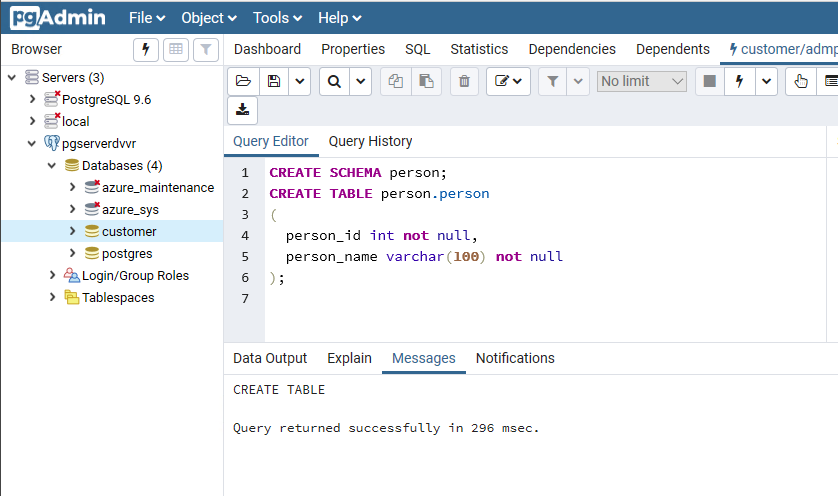 pgAdmin File Object Tools Help
Browser
Dashboard Properties SQL Statistics Dependencies Dependents customer/admp
Servers (3)
PostgreSQL 9.6
local
pgserverdvvr
Databases (4)
azure_maintenance
azure_sys
customer
postgres
Login/Group Roles
Tablespaces
No limit
Query Editor Query History
1 CREATE SCHEMA person;
2 CREATE TABLE person.person
3 (
4 person_id int not null,
5 person_name varchar(100) not null
6 );
7
Data Output Explain Messages Notifications
CREATE TABLE
Query returned successfully in 296 msec.